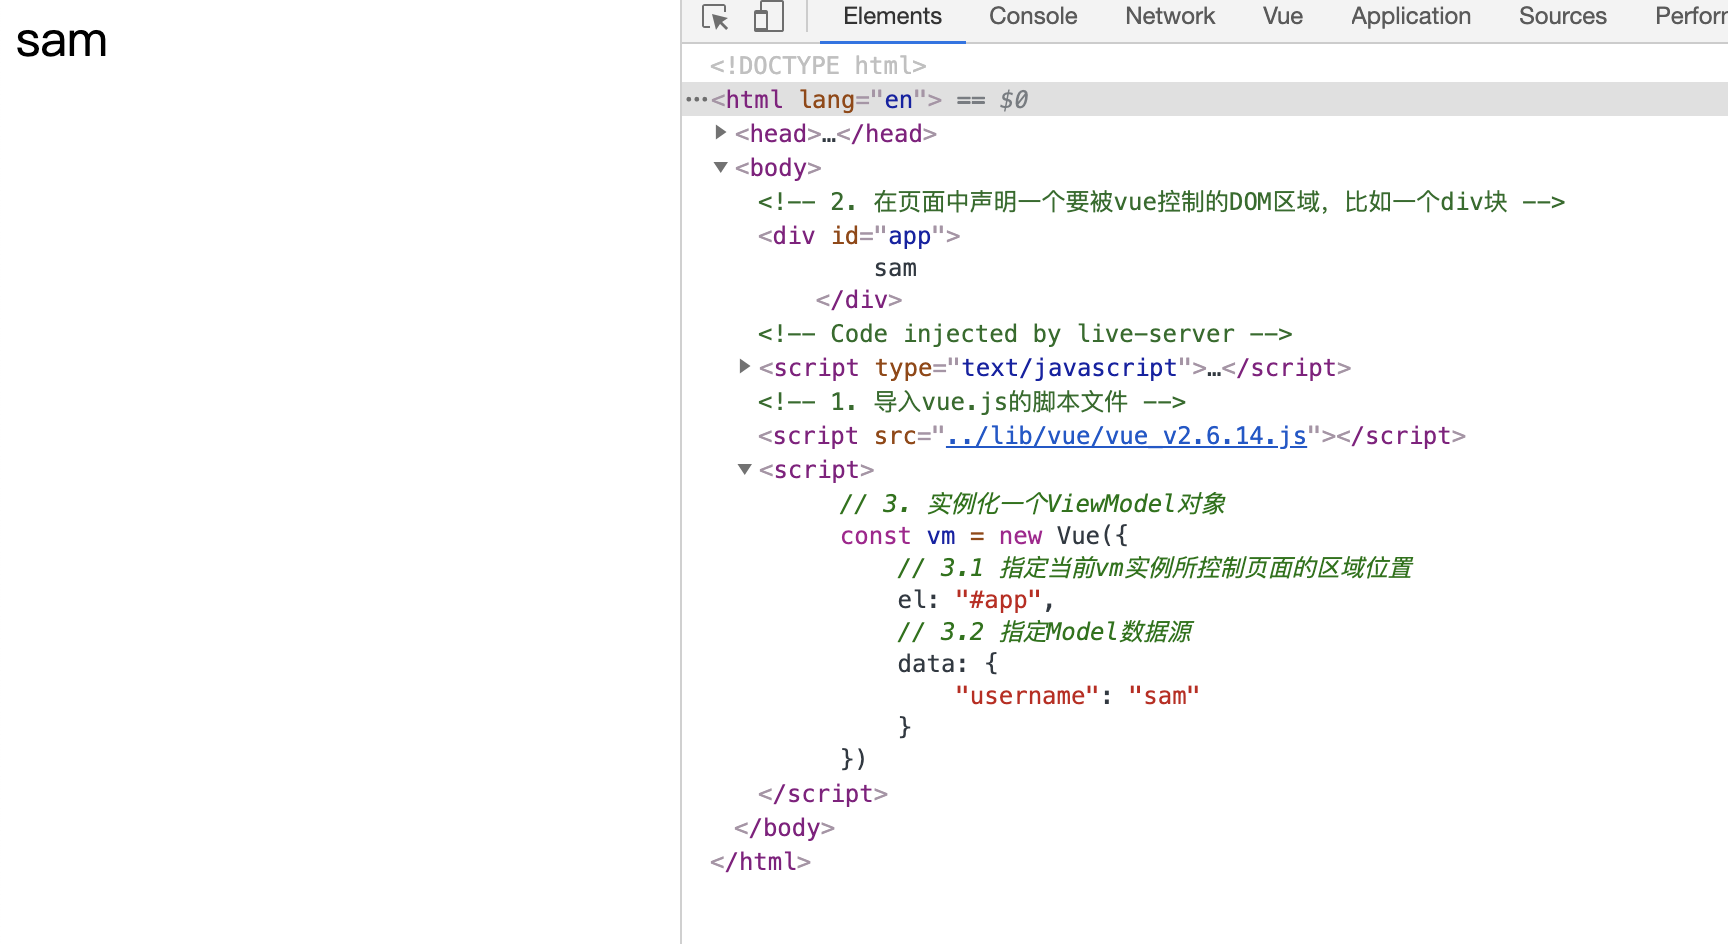 sam
Elements Console Network Vue Application Sources Perforr
<!DOCTYPE html>
…<html lang="en"> == $0
<head>…</head>
<body>
<!-- 2. 在页面中声明一个要被vue控制的DOM区域，比如一个div块 -->
<div id="app">
sam
</div>
<!-- Code injected by live-server -->
<script type="text/javascript">…</script>
<!-- 1. 导入vue.js的脚本文件 -->
<script src="../lib/vue/vue_v2.6.14.js"></script>
<script>
// 3. 实例化一个ViewModel对象
const vm = new Vue({
// 3.1 指定当前vm实例所控制页面的区域位置
el: "#app",
// 3.2 指定Model数据源
data: {
"username": "sam"
}
})
</script>
</body>
</html>